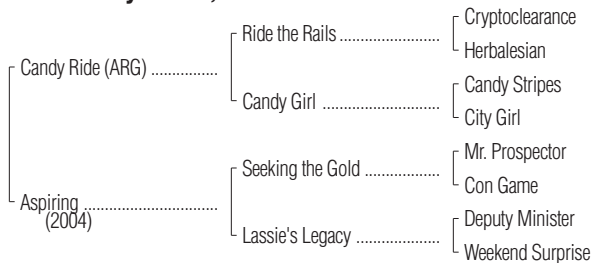 Cryptoclearance
Ride the Rails ....................
Herbalesian
Candy Ride (ARG) .............
Candy Stripes
Candy Girl .......................
City Girl
Mr. Prospector
Seeking the Gold ...............
Con Game
Aspiring ..........................
(2004)
Deputy Minister
Lassie's Legacy .................
Weekend Surprise